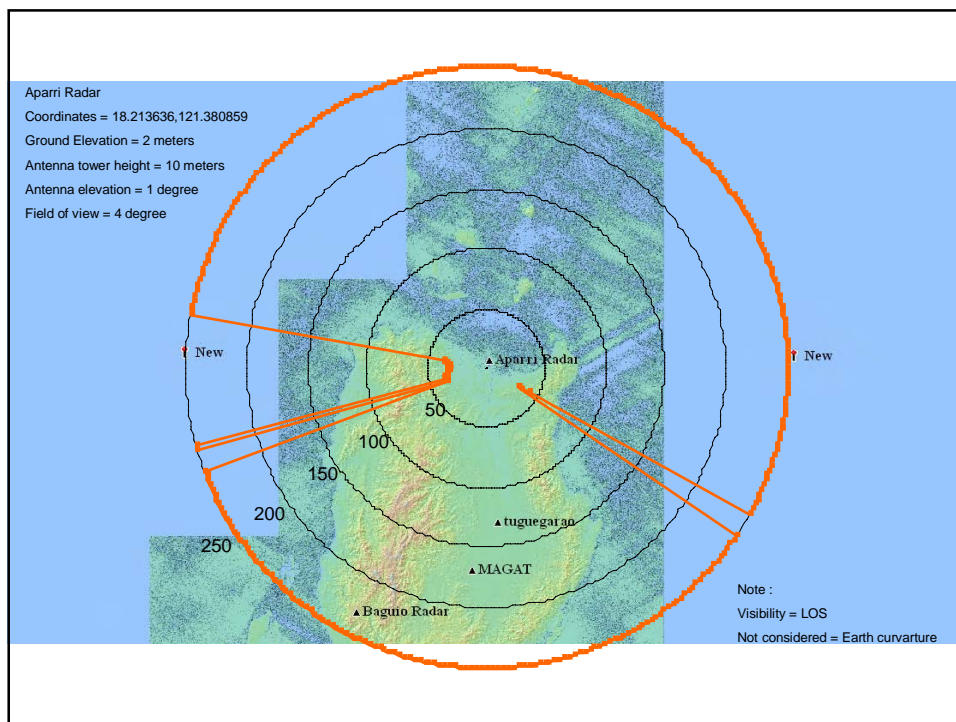 Aparri Radar
Coordinates = 18.213636,121.380859
Ground Elevation = 2 meters
Antenna tower height = 10 meters
Antenna elevation = 1 degree
Field of view = 4 degree
New
Aparri Radar
New
50
100
150
200
250
tuguegarao
MAGAT
Baguio Radar
Note :
Visibility = LOS
Not considered = Earth curvarture